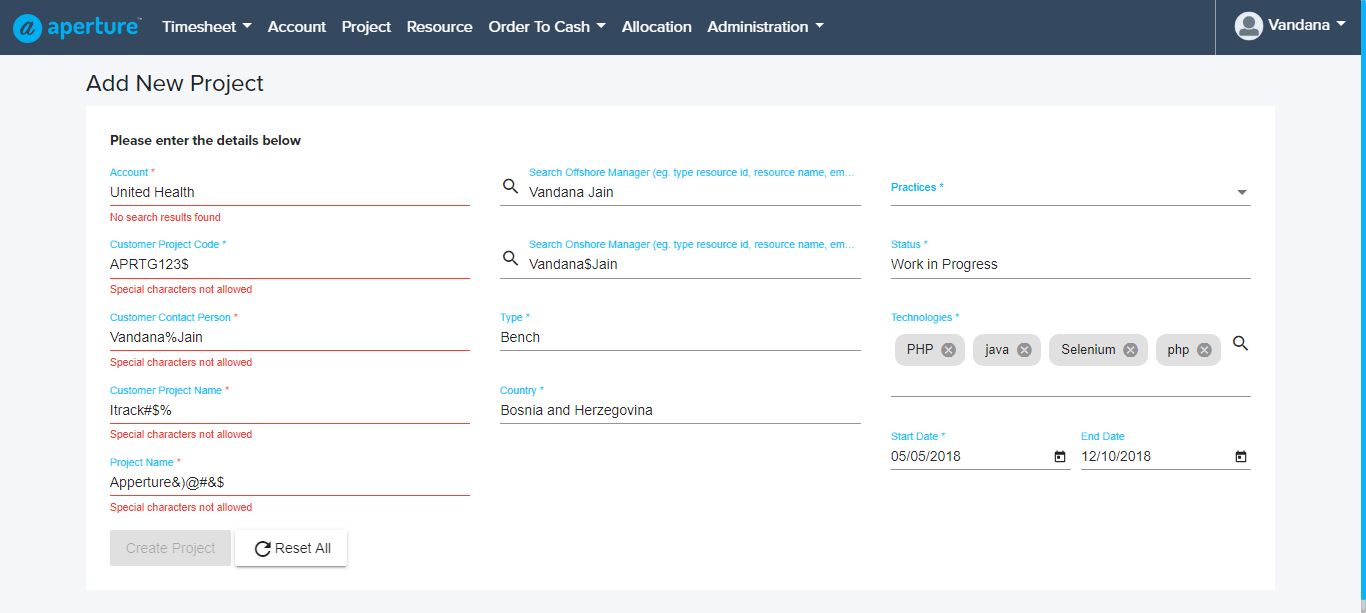 aperture™ Timesheet Account Project Resource Order To Cash Allocation Administration Vandana
Add New Project
Please enter the details below
Account *
United Health
No search results found
Customer Project Code *
APRTG123$
Special characters not allowed
Customer Contact Person *
Vandana%Jain
Special characters not allowed
Customer Project Name *
Itrack#$%
Special characters not allowed
Project Name *
Apperture&)@#&$
Special characters not allowed
Search Offshore Manager (eg. type resource id, resource name, em...
Vandana Jain
Search Onshore Manager (eg. type resource id, resource name, em...
Vandana$Jain
Type *
Bench
Country *
Bosnia and Herzegovina
Practices *
Status *
Work in Progress
Technologies *
PHP java Selenium php
Start Date * End Date
05/05/2018 12/10/2018
Create Project Reset All